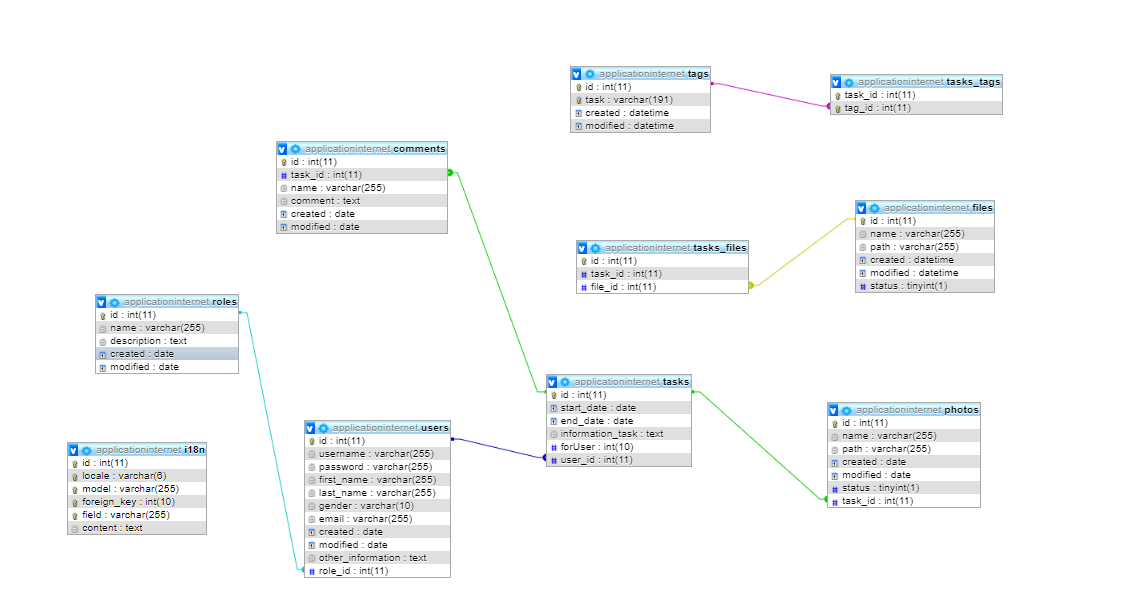 applicationinternet tags
id : int(11)
task : varchar(191)
created : datetime
modified : datetime
applicationinternet tasks_tags
task_id : int(11)
tag_id : int(11)
applicationinternet comments
id : int(11)
task_id : int(11)
name : varchar(255)
comment : text
created : date
modified : date
applicationinternet files
id : int(11)
name : varchar(255)
path : varchar(255)
created : datetime
modified : datetime
status : tinyint(1)
applicationinternet tasks_files
id : int(11)
task_id : int(11)
file_id : int(11)
applicationinternet roles
id : int(11)
name : varchar(255)
description : text
created : date
modified : date
applicationinternet tasks
id : int(11)
start_date : date
end_date : date
information_task : text
forUser : int(10)
user_id : int(11)
applicationinternet photos
id : int(11)
name : varchar(255)
path : varchar(255)
created : date
modified : date
status : tinyint(1)
task_id : int(11)
applicationinternet users
id : int(11)
username : varchar(255)
password : varchar(255)
first_name : varchar(255)
last_name : varchar(255)
gender : varchar(10)
email : varchar(255)
created : date
modified : date
other_information : text
role_id : int(11)
applicationinternet i18n
id : int(11)
locale : varchar(6)
model : varchar(255)
foreign_key : int(10)
field : varchar(255)
content : text